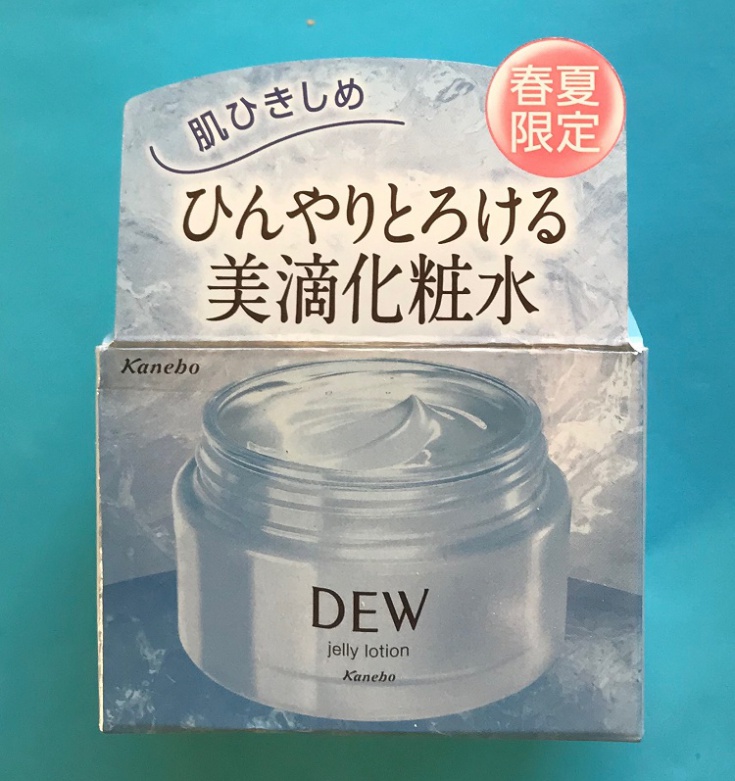 春夏
限定
肌ひきしめ
ひんやりとろける
美滴化粧水
Kanebo
DEW
jelly lotion
Kanebo